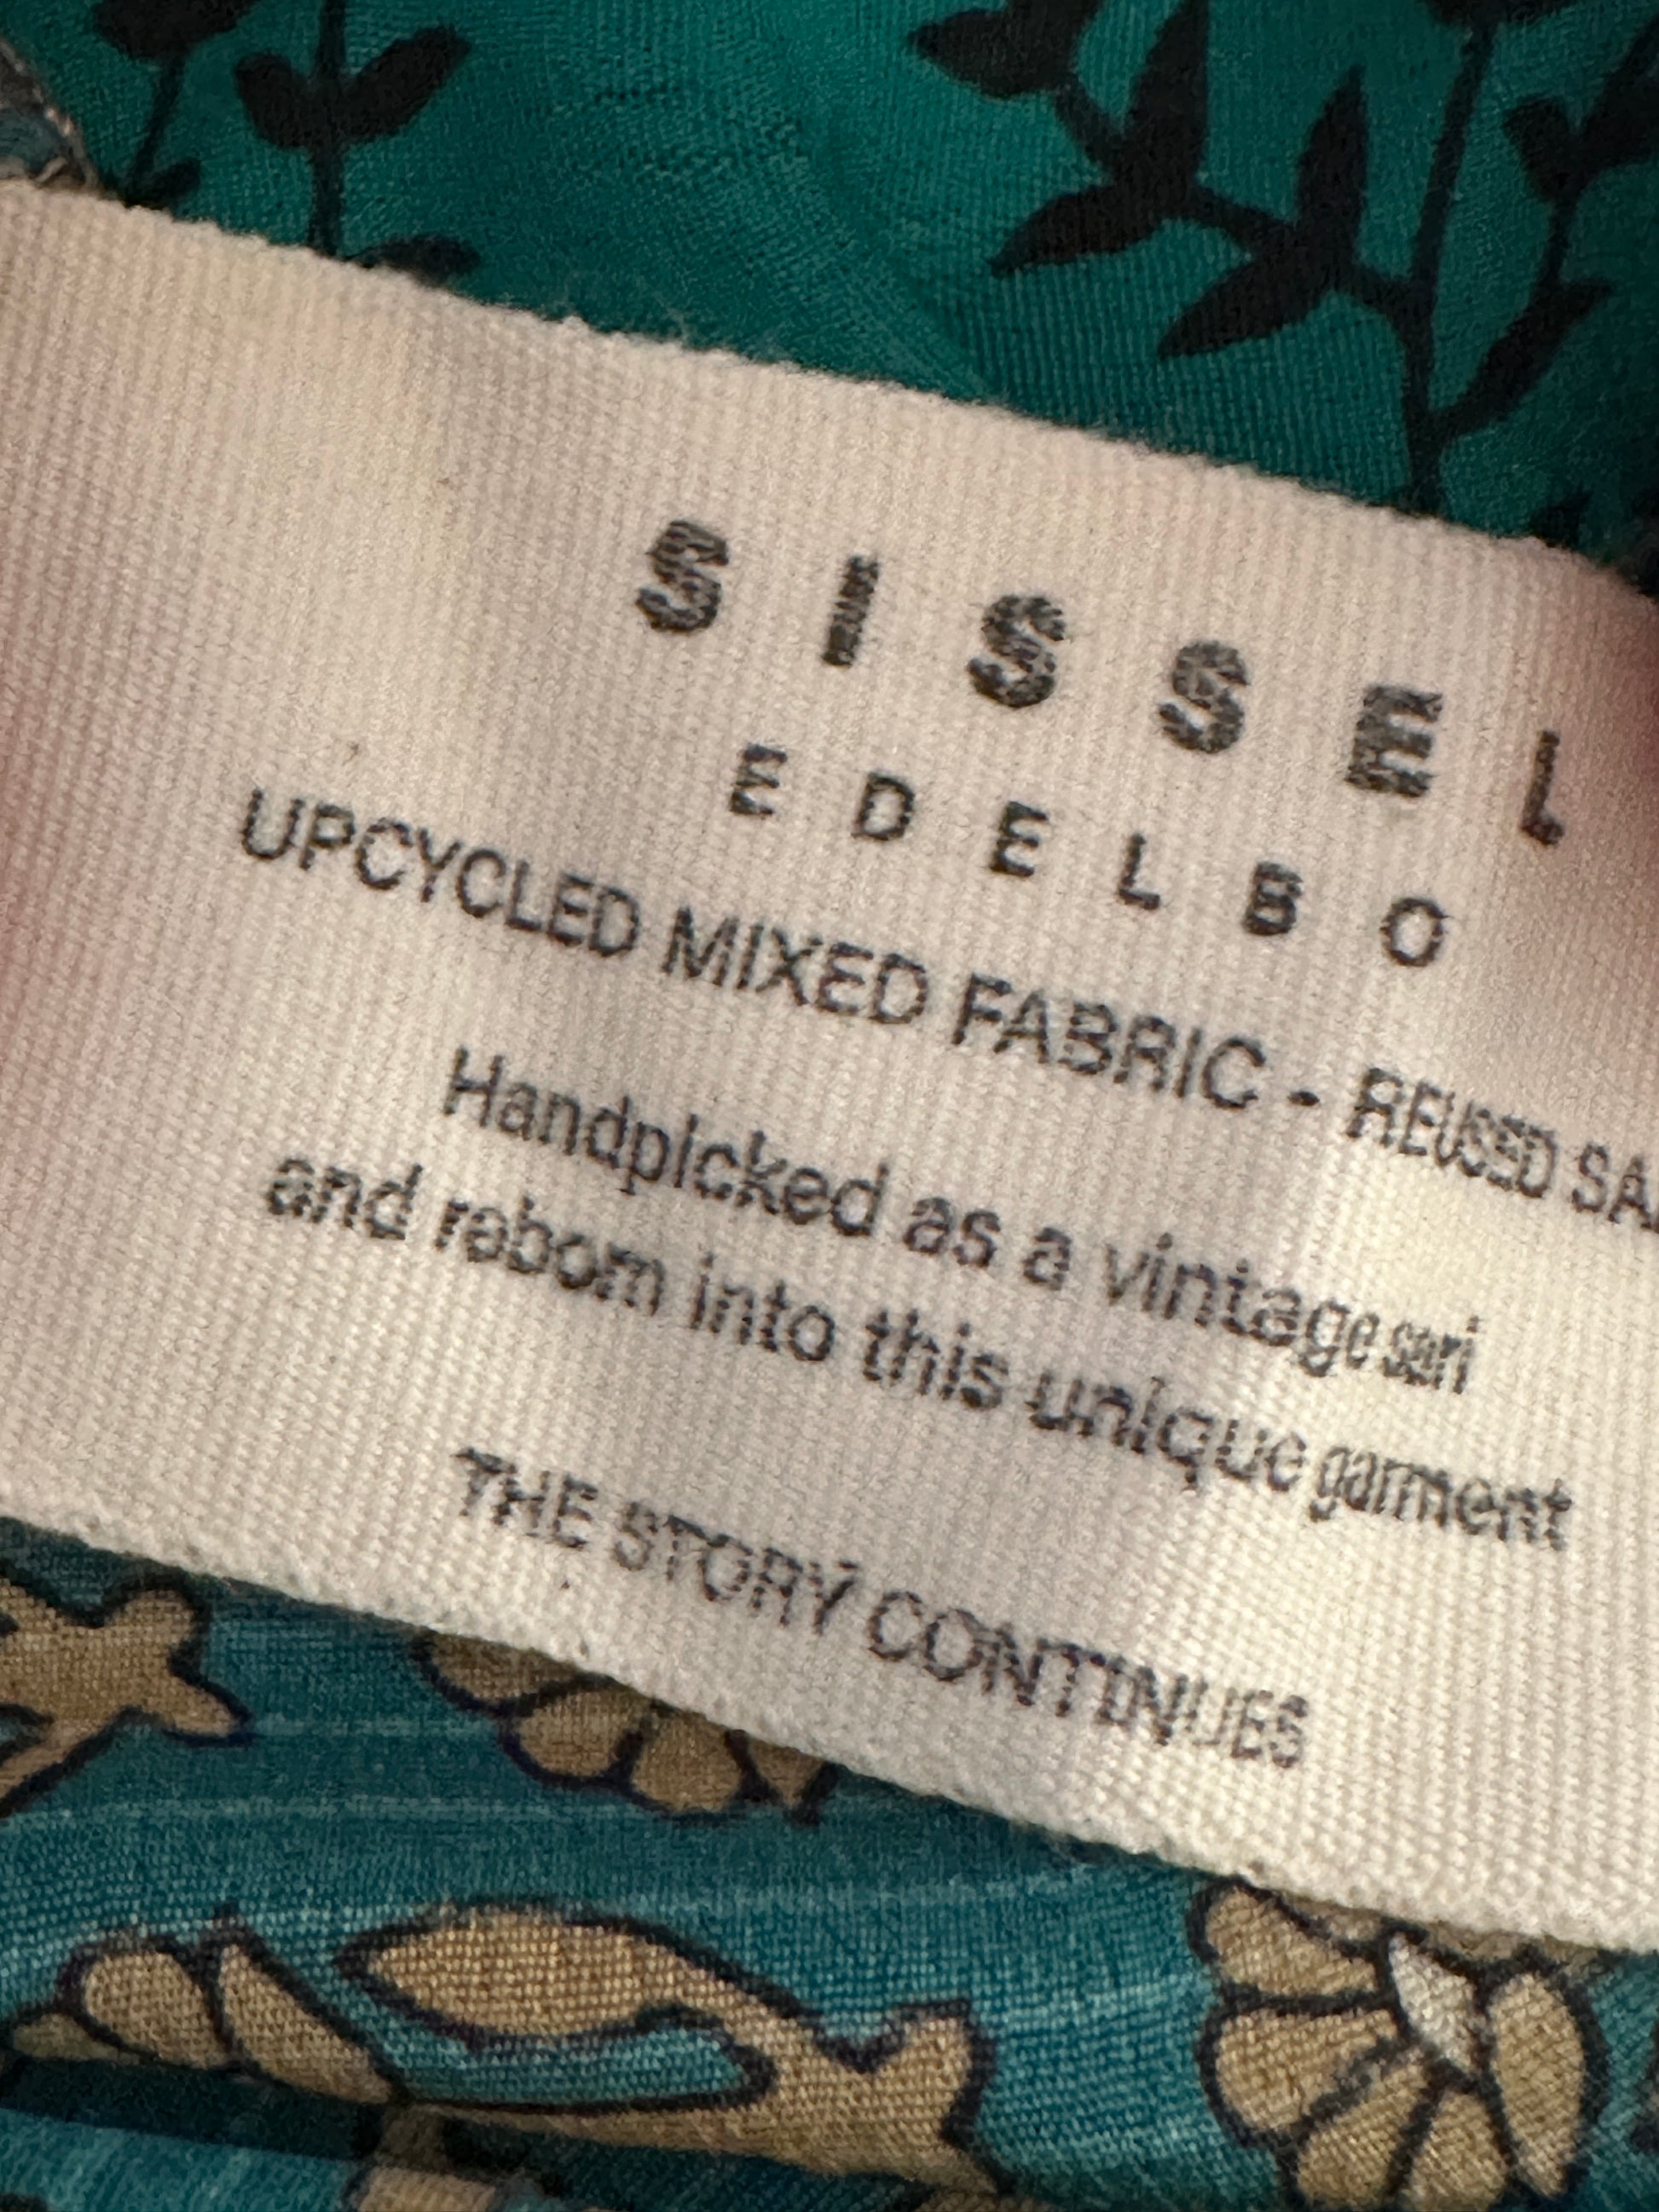 SISSEL
EDELBO
UPCYCLED MIXED FABRIC - REUSED
Handpicked as a vintage sari
and reborn into this unique garment
THE STORY CONTINUES